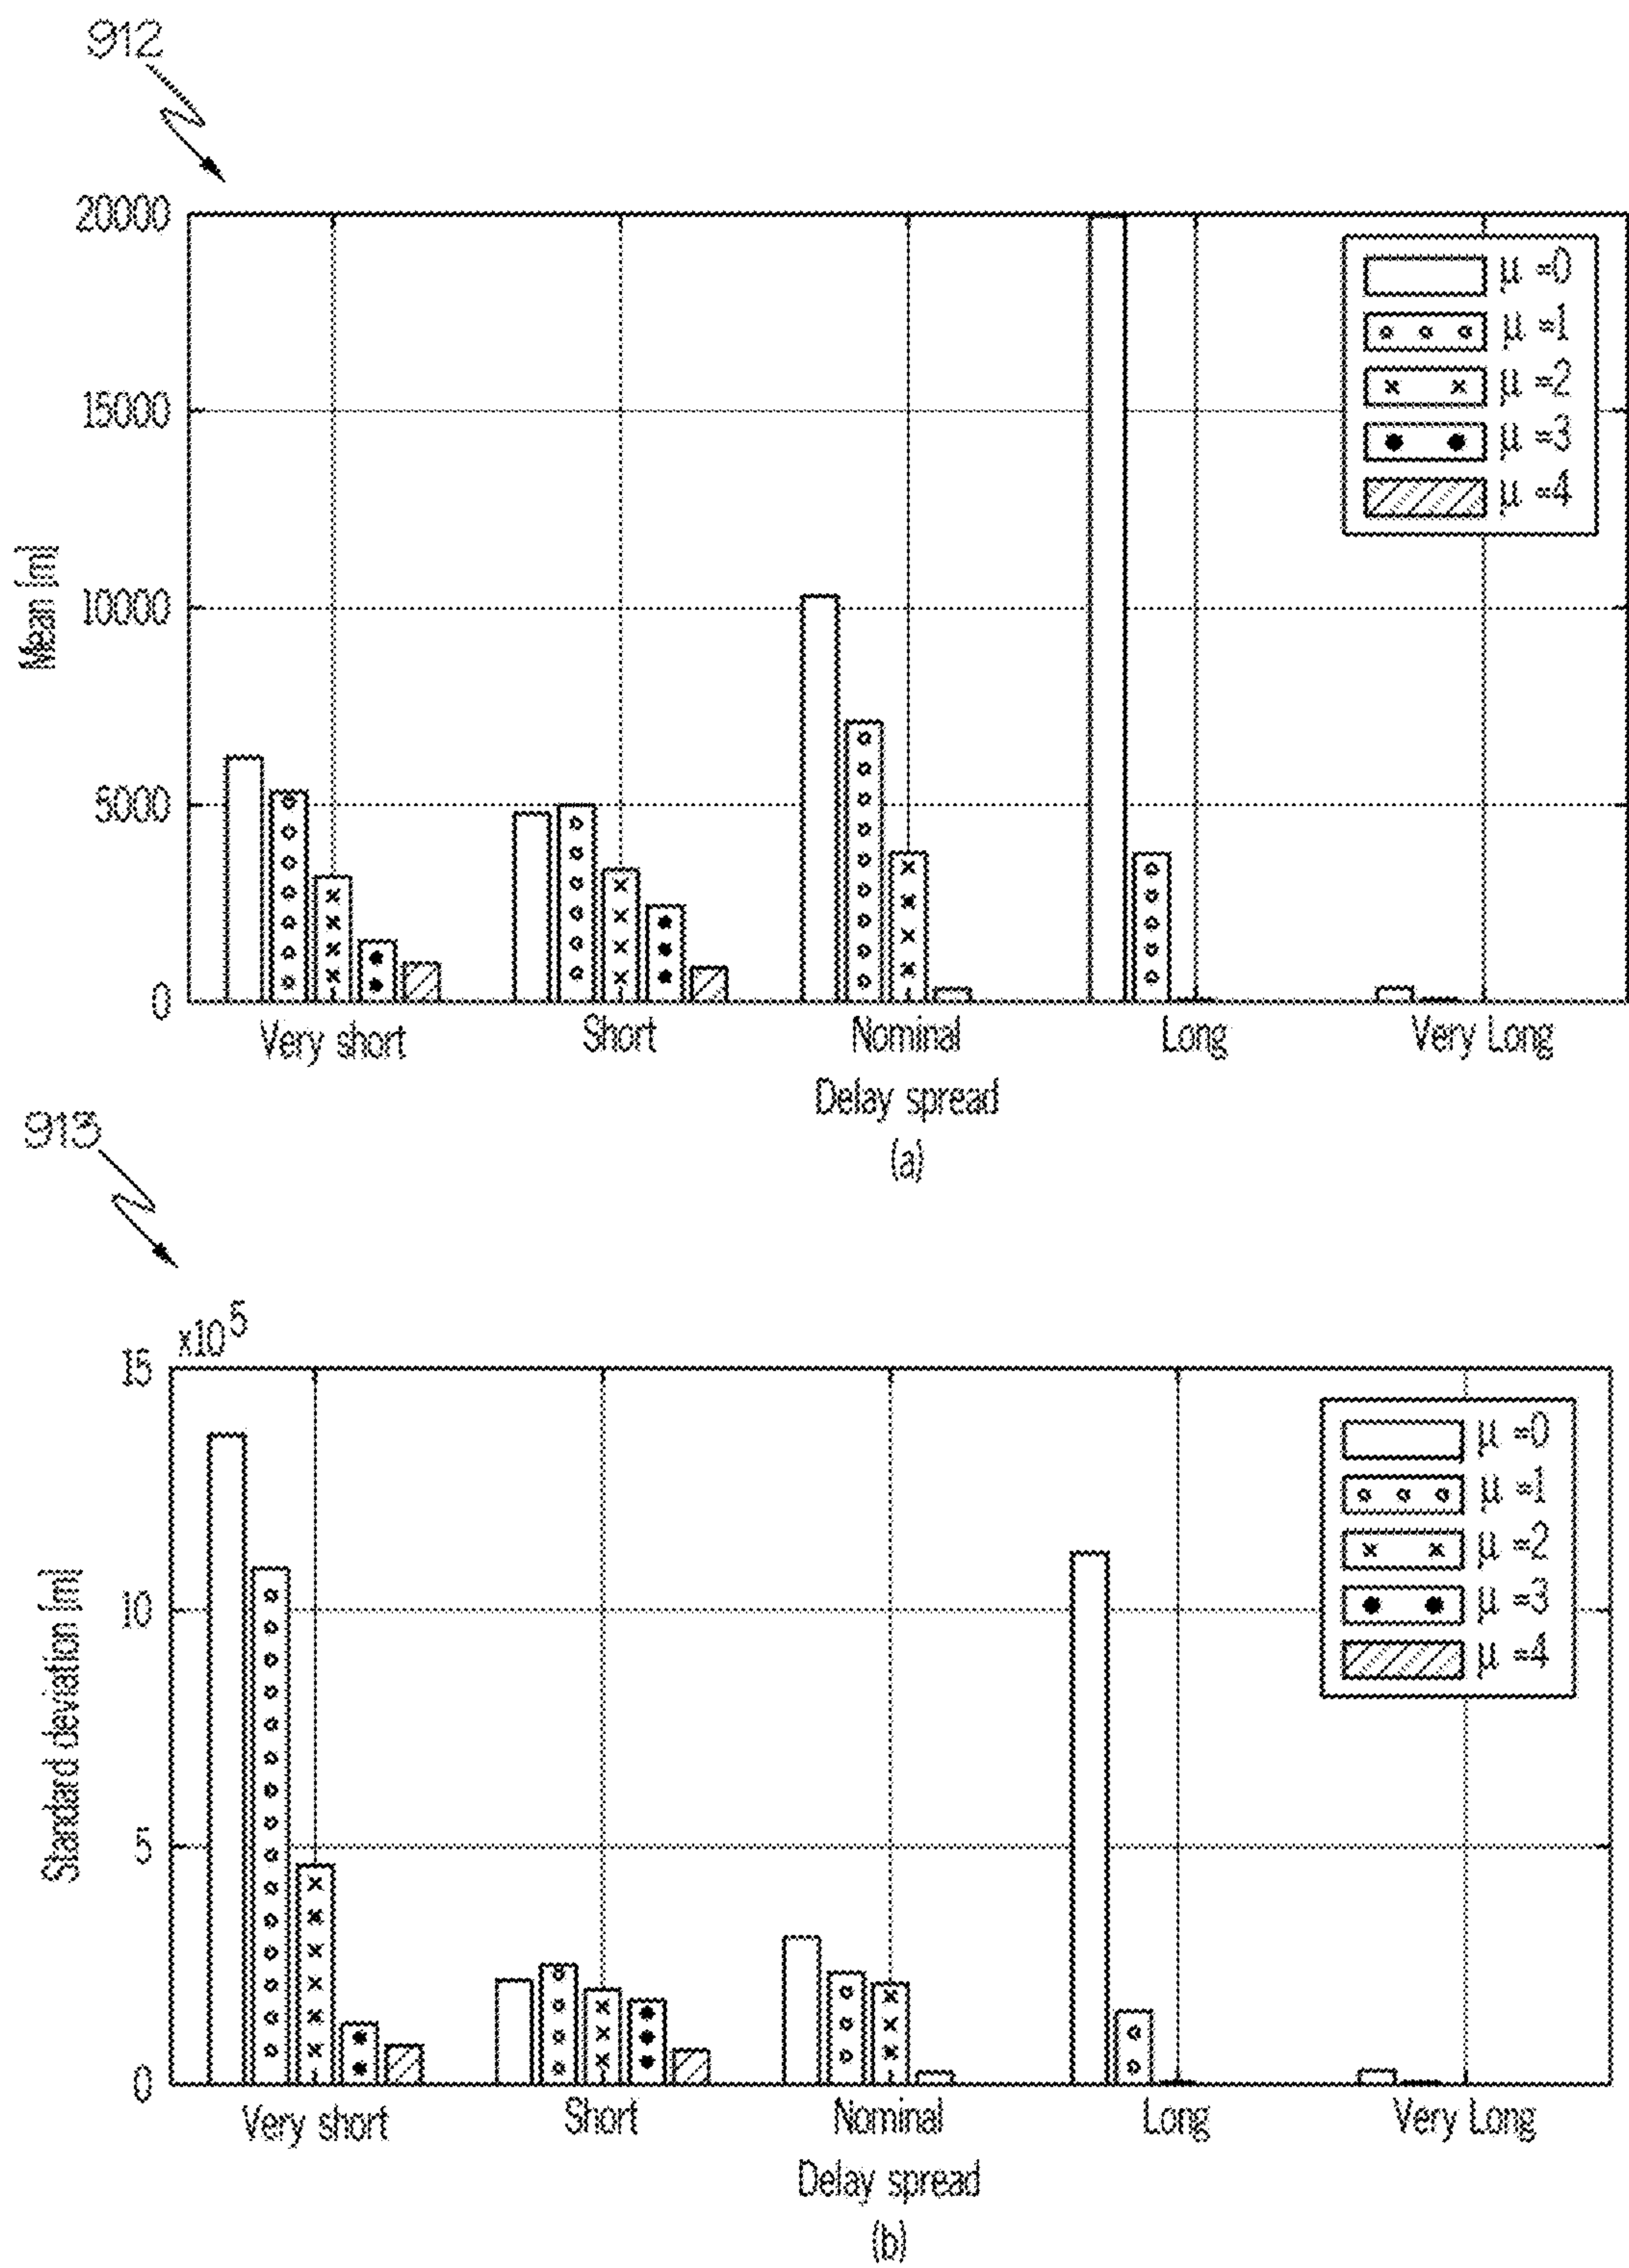 912
20000
15000
10000
5000
0
Mean [m]
μ =0
μ =1
μ =2
μ =3
μ =4
Very short
Short
Nominal
Long
Very Long
Delay spread
(a)
913
x10^5
15
10
5
0
Standard deviation [m]
μ =0
μ =1
μ =2
μ =3
μ =4
Very short
Short
Nominal
Long
Very Long
Delay spread
(b)